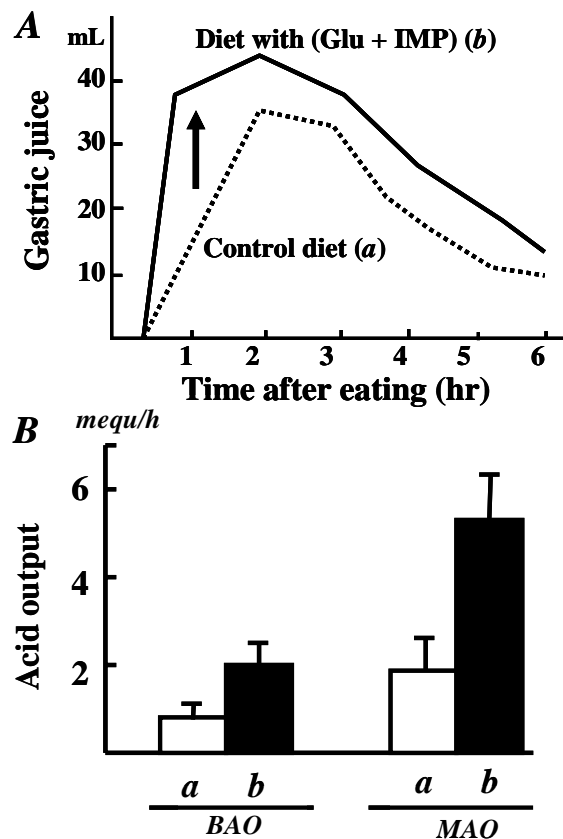 A
mL
Diet with (Glu + IMP) (b)
40
30
20
10
Gastric juice
Control diet (a)
1 2 3 4 5 6
Time after eating (hr)
B
mequ/h
6
4
2
Acid output
a b a b
BAO MAO